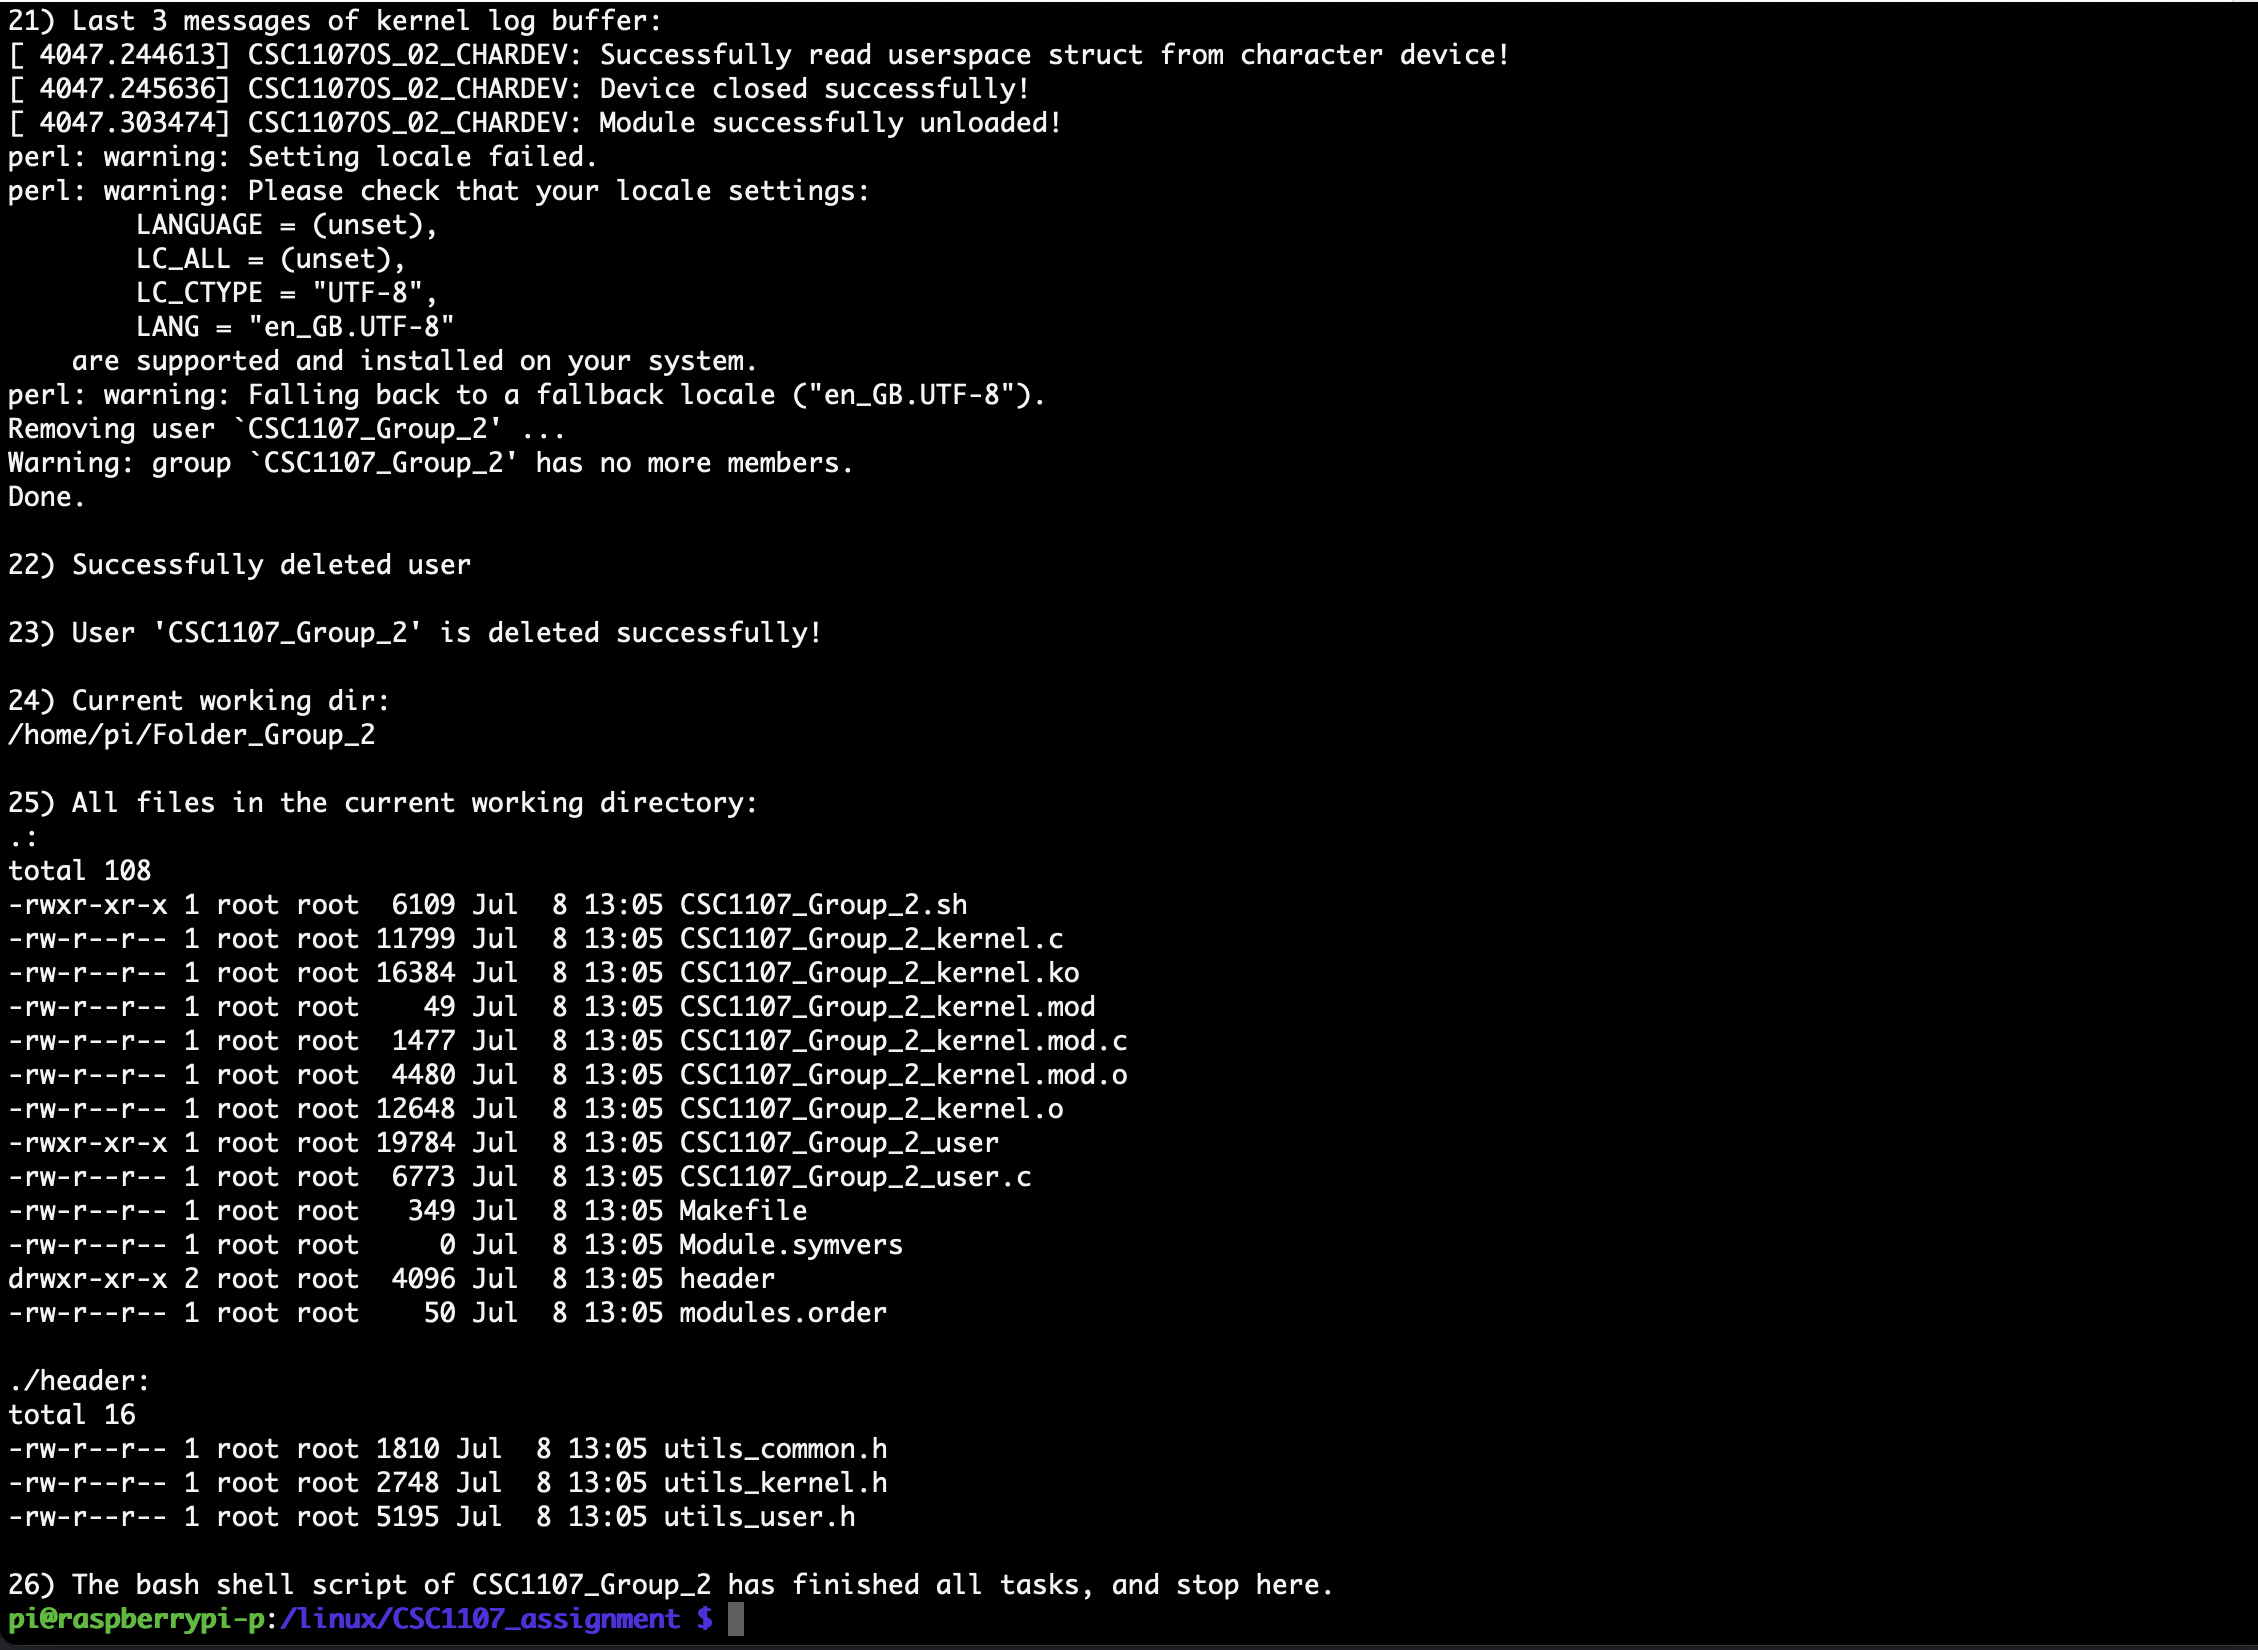 21) Last 3 messages of kernel log buffer:
[ 4047.244613] CSC1107OS_02_CHARDEV: Successfully read userspace struct from character device!
[ 4047.245636] CSC1107OS_02_CHARDEV: Device closed successfully!
[ 4047.303474] CSC1107OS_02_CHARDEV: Module successfully unloaded!
perl: warning: Setting locale failed.
perl: warning: Please check that your locale settings:
        LANGUAGE = (unset),
        LC_ALL = (unset),
        LC_CTYPE = "UTF-8",
        LANG = "en_GB.UTF-8"
    are supported and installed on your system.
perl: warning: Falling back to a fallback locale ("en_GB.UTF-8").
Removing user `CSC1107_Group_2' ...
Warning: group `CSC1107_Group_2' has no more members.
Done.

22) Successfully deleted user

23) User 'CSC1107_Group_2' is deleted successfully!

24) Current working dir:
/home/pi/Folder_Group_2

25) All files in the current working directory:
.:
total 108
-rwxr-xr-x 1 root root  6109 Jul  8 13:05 CSC1107_Group_2.sh
-rw-r--r-- 1 root root 11799 Jul  8 13:05 CSC1107_Group_2_kernel.c
-rw-r--r-- 1 root root 16384 Jul  8 13:05 CSC1107_Group_2_kernel.ko
-rw-r--r-- 1 root root    49 Jul  8 13:05 CSC1107_Group_2_kernel.mod
-rw-r--r-- 1 root root  1477 Jul  8 13:05 CSC1107_Group_2_kernel.mod.c
-rw-r--r-- 1 root root  4480 Jul  8 13:05 CSC1107_Group_2_kernel.mod.o
-rw-r--r-- 1 root root 12648 Jul  8 13:05 CSC1107_Group_2_kernel.o
-rwxr-xr-x 1 root root 19784 Jul  8 13:05 CSC1107_Group_2_user
-rw-r--r-- 1 root root  6773 Jul  8 13:05 CSC1107_Group_2_user.c
-rw-r--r-- 1 root root   349 Jul  8 13:05 Makefile
-rw-r--r-- 1 root root     0 Jul  8 13:05 Module.symvers
drwxr-xr-x 2 root root  4096 Jul  8 13:05 header
-rw-r--r-- 1 root root    50 Jul  8 13:05 modules.order

./header:
total 16
-rw-r--r-- 1 root root 1810 Jul  8 13:05 utils_common.h
-rw-r--r-- 1 root root 2748 Jul  8 13:05 utils_kernel.h
-rw-r--r-- 1 root root 5195 Jul  8 13:05 utils_user.h

26) The bash shell script of CSC1107_Group_2 has finished all tasks, and stop here.
pi@raspberrypi-p:/linux/CSC1107_assignment $